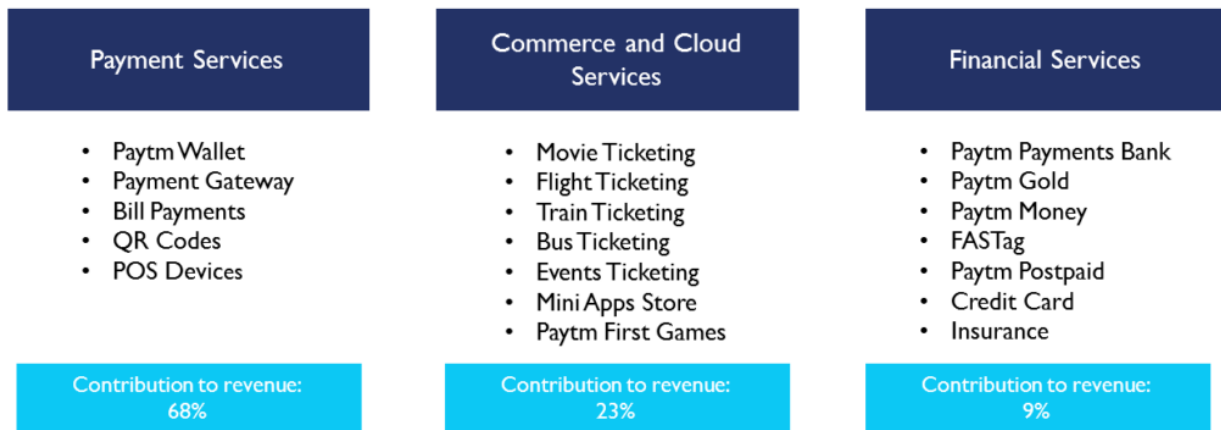 Payment Services
• Paytm Wallet
• Payment Gateway
• Bill Payments
• QR Codes
• POS Devices
Contribution to revenue:
68%
Commerce and Cloud
Services
• Movie Ticketing
• Flight Ticketing
• Train Ticketing
• Bus Ticketing
• Events Ticketing
• Mini Apps Store
• Paytm First Games
Contribution to revenue:
23%
Financial Services
• Paytm Payments Bank
• Paytm Gold
• Paytm Money
• FASTag
• Paytm Postpaid
• Credit Card
• Insurance
Contribution to revenue:
9%